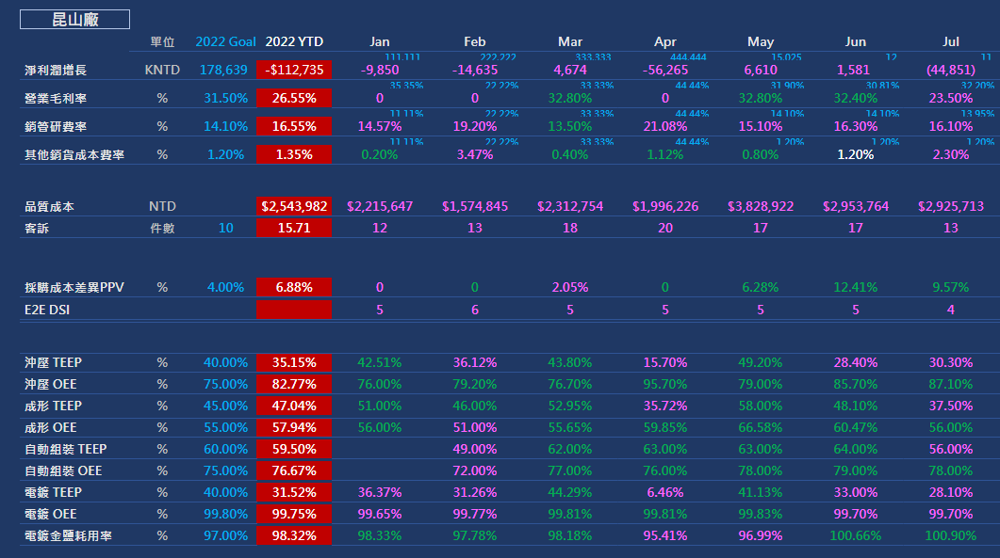 昆山廠
單位 2022 Goal 2022 YTD Jan Feb Mar Apr May Jun Jul
111,111 222,222 333,333 444,444 15,025 12 11
淨利潤增長 KNTD 178,639 -$112,735 -9,850 -14,635 4,674 -56,265 6,610 1,581 (44,851)
35.35% 22.22% 33.33% 44.44% 31.90% 30.81% 32.20%
營業毛利率 % 31.50% 26.55% 0 0 32.80% 0 32.80% 32.40% 23.50%
11.11% 22.22% 33.33% 44.44% 14.10% 14.10% 13.95%
銷管研費率 % 14.10% 16.55% 14.57% 19.20% 13.50% 21.08% 15.10% 16.30% 16.10%
11.11% 22.22% 33.33% 44.44% 1.20% 1.20% 1.20%
其他銷貨成本費率 % 1.20% 1.35% 0.20% 3.47% 0.40% 1.12% 0.80% 1.20% 2.30%
品質成本 NTD $2,543,982 $2,215,647 $1,574,845 $2,312,754 $1,996,226 $3,828,922 $2,953,764 $2,925,713
客訴 件數 10 15.71 12 13 18 20 17 17 13
採購成本差異PPV % 4.00% 6.88% 0 0 2.05% 0 6.28% 12.41% 9.57%
E2E DSI 5 6 5 5 5 5 4
沖壓 TEEP % 40.00% 35.15% 42.51% 36.12% 43.80% 15.70% 49.20% 28.40% 30.30%
沖壓 OEE % 75.00% 82.77% 76.00% 79.20% 76.70% 95.70% 79.00% 85.70% 87.10%
成形 TEEP % 45.00% 47.04% 51.00% 46.00% 52.95% 35.72% 58.00% 48.10% 37.50%
成形 OEE % 55.00% 57.94% 56.00% 51.00% 55.65% 59.85% 66.58% 60.47% 56.00%
自動組裝 TEEP % 60.00% 59.50% 49.00% 62.00% 63.00% 63.00% 64.00% 56.00%
自動組裝 OEE % 75.00% 76.67% 72.00% 77.00% 76.00% 78.00% 79.00% 78.00%
電鍍 TEEP % 40.00% 31.52% 36.37% 31.26% 44.29% 6.46% 41.13% 33.00% 28.10%
電鍍 OEE % 99.80% 99.75% 99.65% 99.77% 99.81% 99.81% 99.83% 99.70% 99.70%
電鍍金鹽耗用率 % 97.00% 98.32% 98.33% 97.78% 98.18% 95.41% 96.99% 100.66% 100.90%